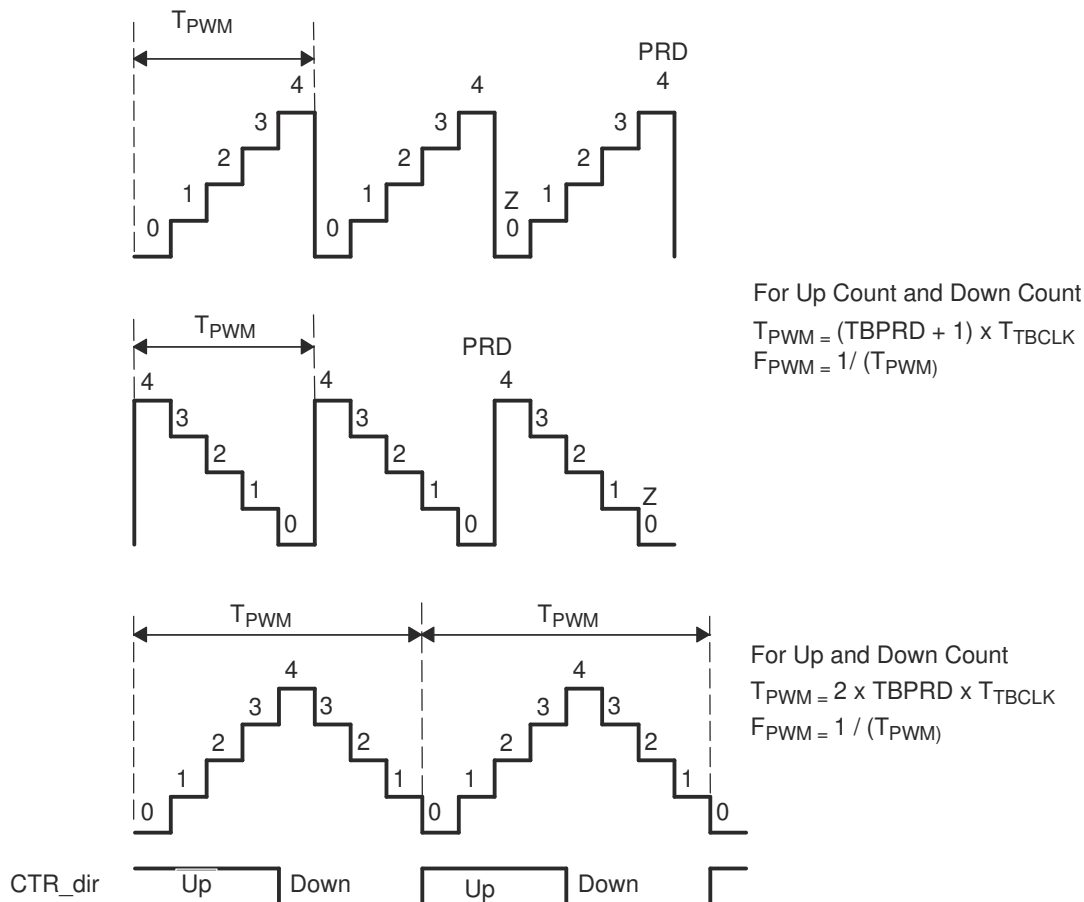 TPWM
PRD
4 4 4
3 3 3
2 2 2
1 1 Z 1
0 0 0
For Up Count and Down Count
TPWM = (TBPRD + 1) x TTBCLK
FPWM = 1/ (TPWM)
TPWM
PRD
4 4 4
3 3 3
2 2 2
1 1 1 Z
0 0 0
TPWM TPWM
4 4
3 3 3 3
2 2 2 2
1 1 1 1
0 0 0
For Up and Down Count
TPWM = 2 x TBPRD x TTBCLK
FPWM = 1 / (TPWM)
CTR_dir Up Down Up Down